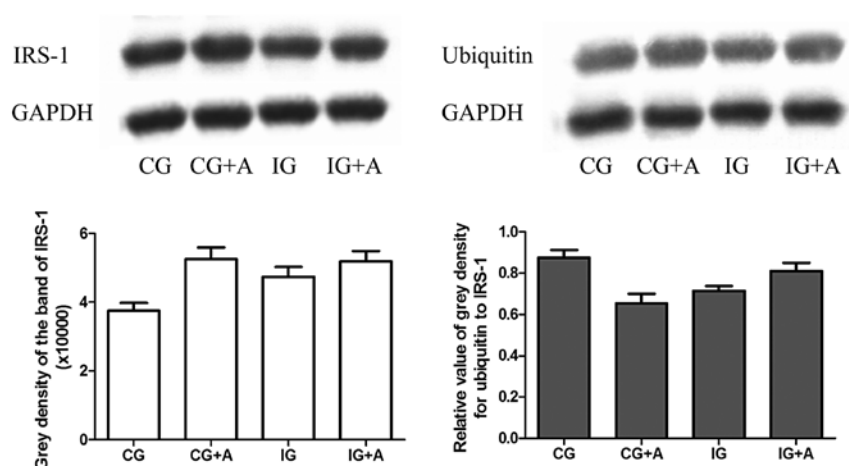 IRS-1
GAPDH
CG CG+A IG IG+A
Ubiquitin
GAPDH
CG CG+A IG IG+A
Grey density of the band of IRS-1
(x10000)
6
4
2
0
CG CG+A IG IG+A
Relative value of grey density
for ubiquitin to IRS-1
1.0
0.8
0.6
0.4
0.2
0.0
CG CG+A IG IG+A